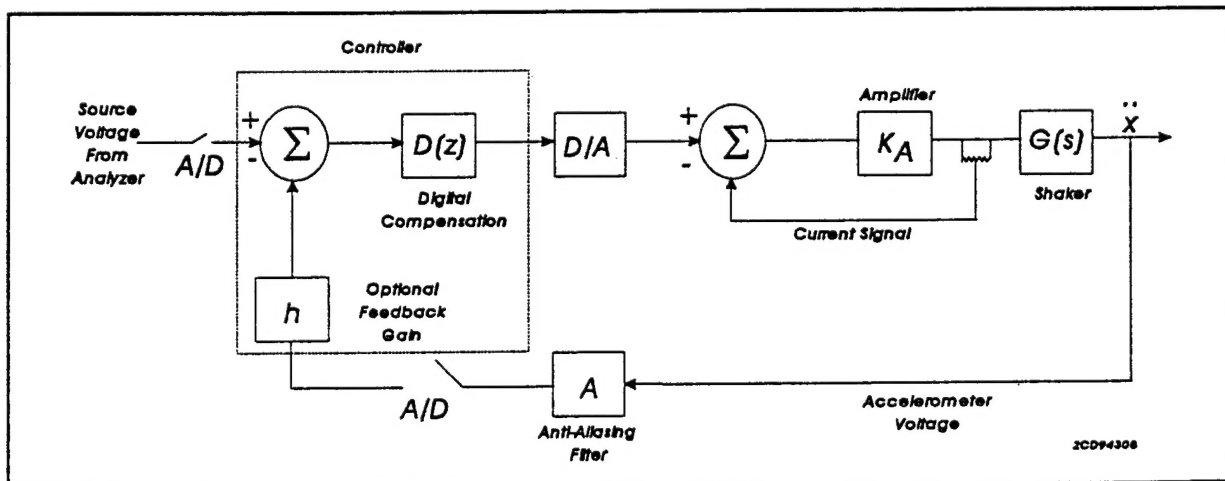 Controller
Source
Voltage
From
Analyzer
A/D
+
-
Σ
D(z)
Digital
Compensation
D/A
+
-
Σ
Amplifier
K_A
G(s)
Shaker
ẍ
Current Signal
h
Optional
Feedback
Gain
A/D
A
Anti-Aliasing
Filter
Accelerometer
Voltage
2CD94306